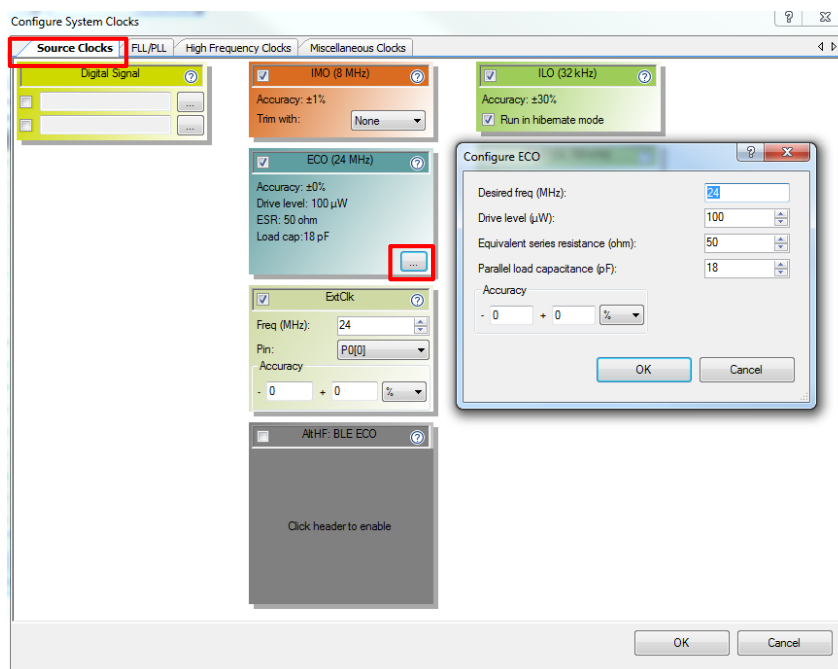 Configure System Clocks
Source Clocks FLL/PLL High Frequency Clocks Miscellaneous Clocks
Digital Signal
...
...
IMO (8 MHz)
Accuracy: ±1%
Trim with: None
ILO (32 kHz)
Accuracy: ±30%
Run in hibernate mode
ECO (24 MHz)
Accuracy: ±0%
Drive level: 100 µW
ESR: 50 ohm
Load cap:18 pF
...
ExtClk
Freq (MHz): 24
Pin: P0[0]
Accuracy
- 0 + 0 %
AltHF: BLE ECO
Click header to enable
Configure ECO
Desired freq (MHz): 24
Drive level (µW): 100
Equivalent series resistance (ohm): 50
Parallel load capacitance (pF): 18
Accuracy
- 0 + 0 %
OK Cancel
OK Cancel